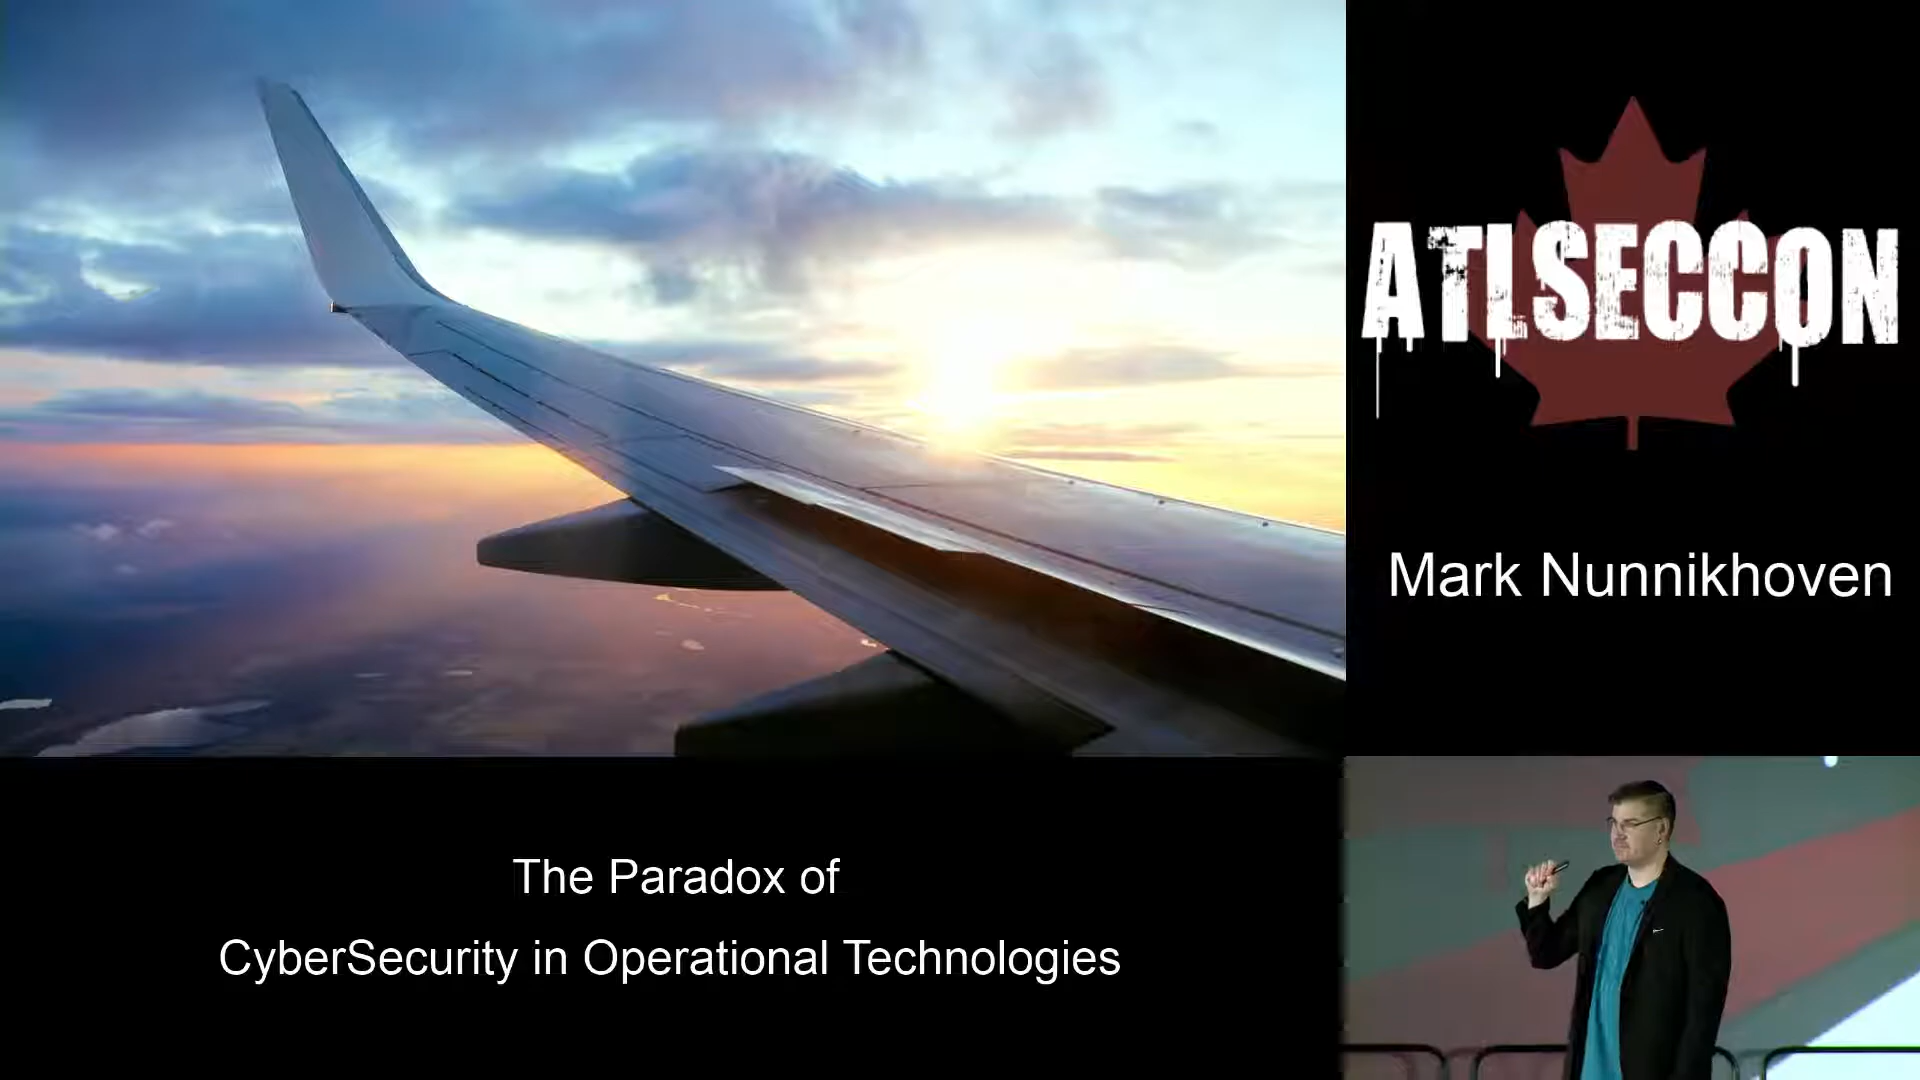 ATLSECCON
Mark Nunnikhoven
The Paradox of
CyberSecurity in Operational Technologies